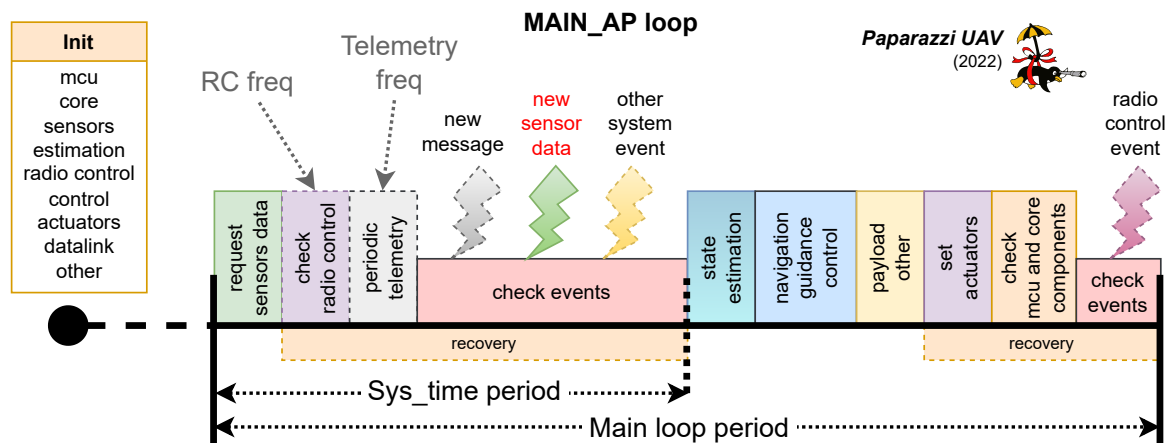 MAIN_AP loop
Paparazzi UAV
(2022)
Init
mcu
core
sensors
estimation
radio control
control
actuators
datalink
other
RC freq
Telemetry
freq
new
message
new
sensor
data
other
system
event
radio
control
event
request
sensors data
check
radio control
periodic
telemetry
check events
state
estimation
navigation
guidance
control
payload
other
set
actuators
check
mcu and core
components
check
events
recovery
recovery
Sys_time period
Main loop period